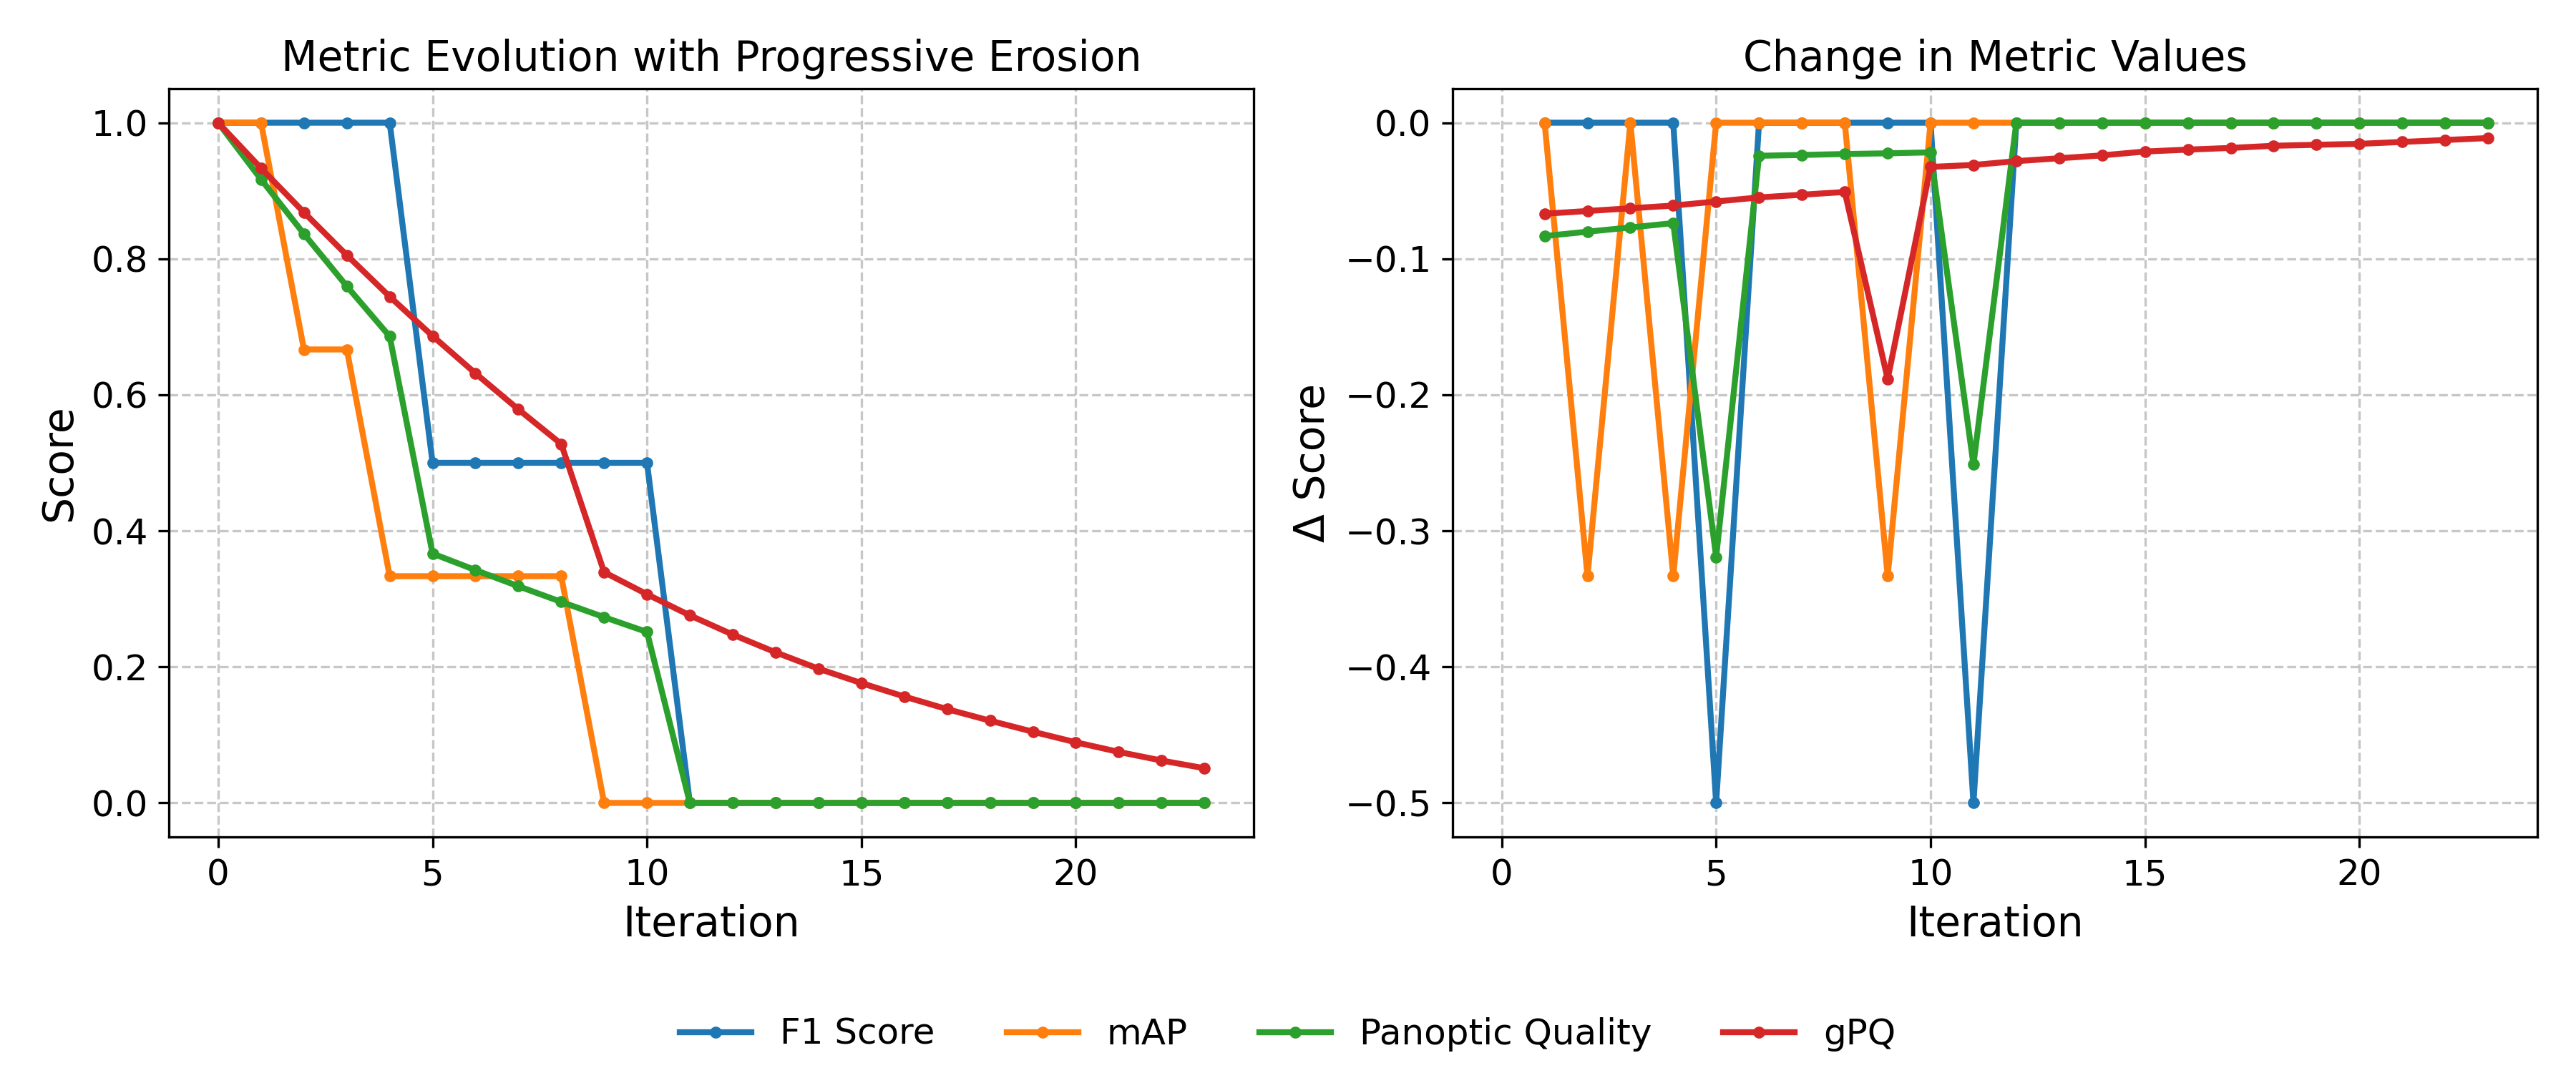 Metric Evolution with Progressive Erosion
Score
1.0
0.8
0.6
0.4
0.2
0.0
0 5 10 15 20
Iteration
Change in Metric Values
Δ Score
0.0
−0.1
−0.2
−0.3
−0.4
−0.5
0 5 10 15 20
Iteration
F1 Score mAP Panoptic Quality gPQ